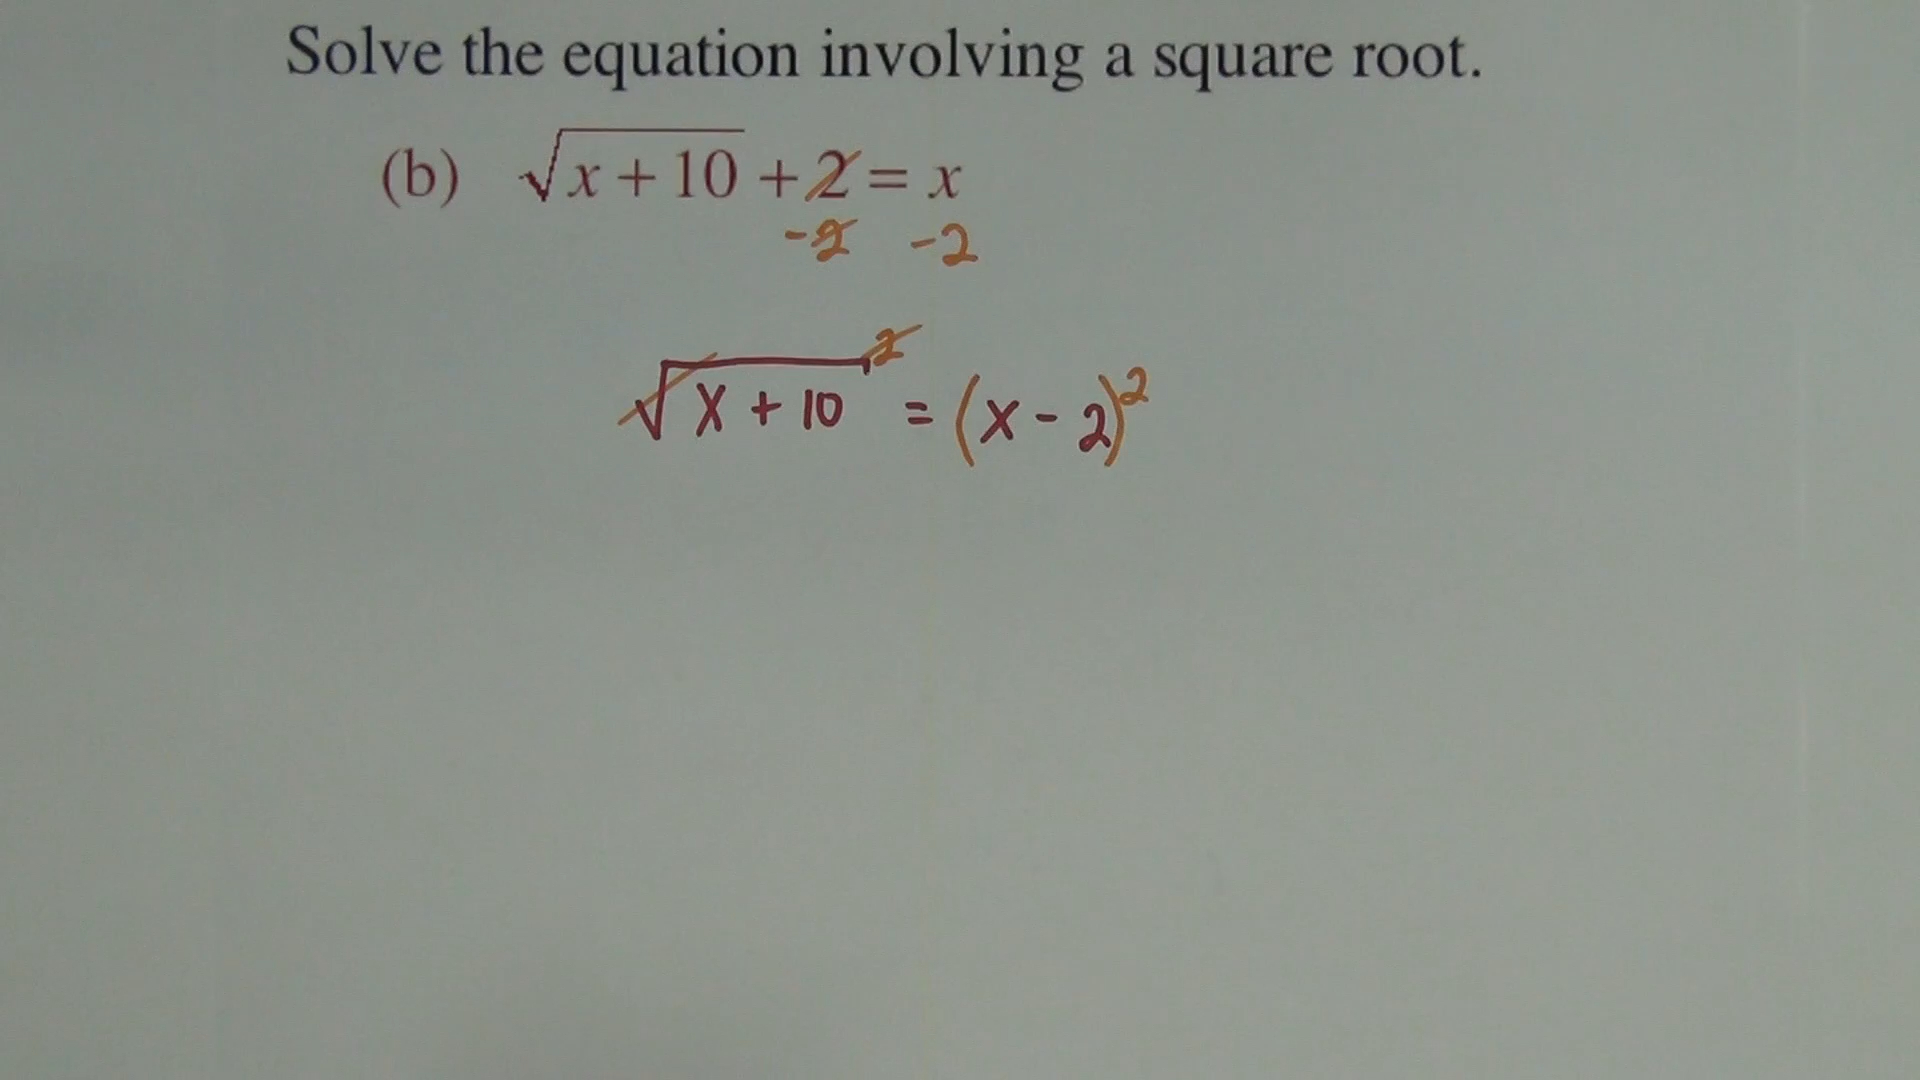 Solve the equation involving a square root.
(b) √(x + 10) + 2 = x
-2 -2
√(x + 10)² = (x - 2)²